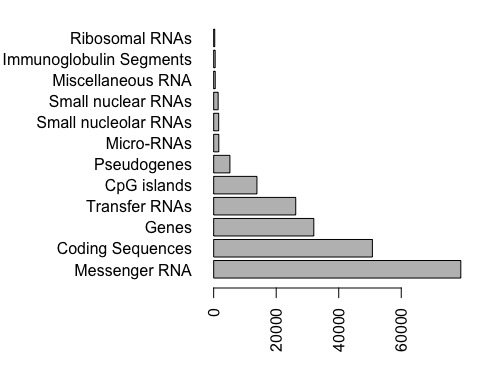 Ribosomal RNAs
Immunoglobulin Segments
Miscellaneous RNA
Small nuclear RNAs
Small nucleolar RNAs
Micro-RNAs
Pseudogenes
CpG islands
Transfer RNAs
Genes
Coding Sequences
Messenger RNA
0
20000
40000
60000